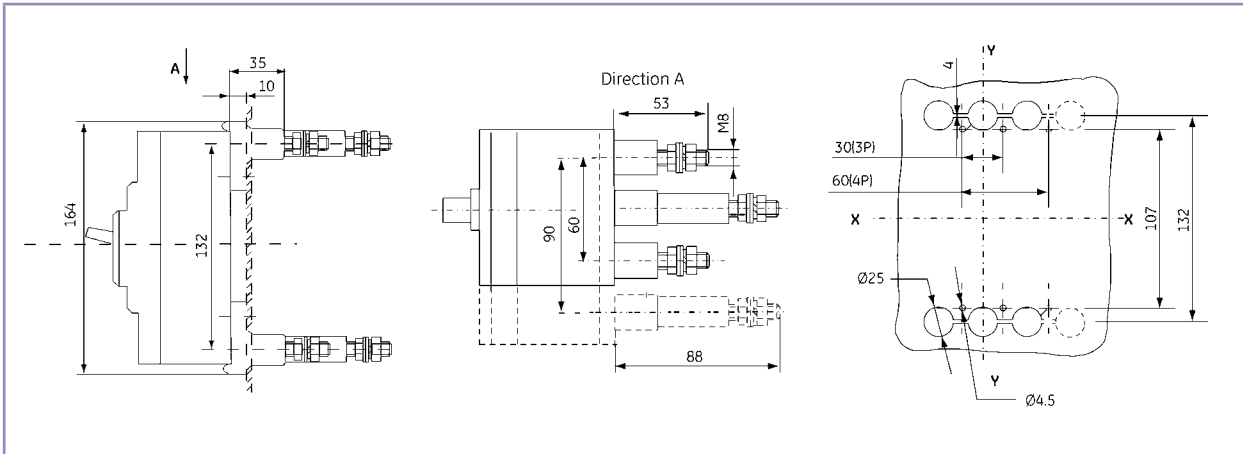 A
35
10
164
132
Direction A
53
M8
90
60
88
Y
4
30(3P)
60(4P)
X
X
107
132
Ø25
Y
Ø4.5